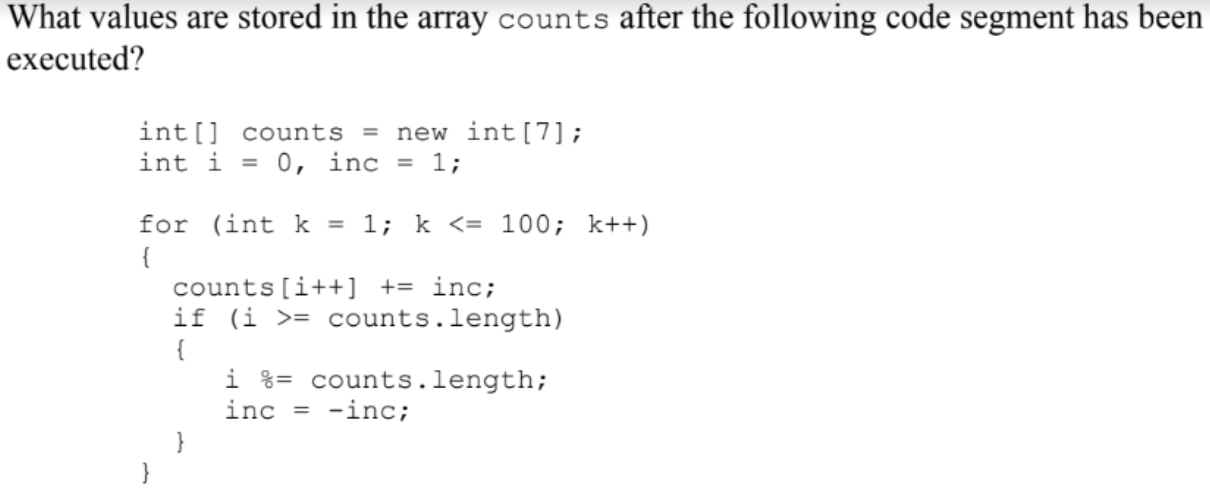 What values are stored in the array counts after the following code segment has been
executed?
int[] counts = new int[7];
int i = 0, inc = 1;
for (int k = 1; k <= 100; k++)
{
counts[i++] += inc;
if (i >= counts.length)
{
i %= counts.length;
inc = -inc;
}
}